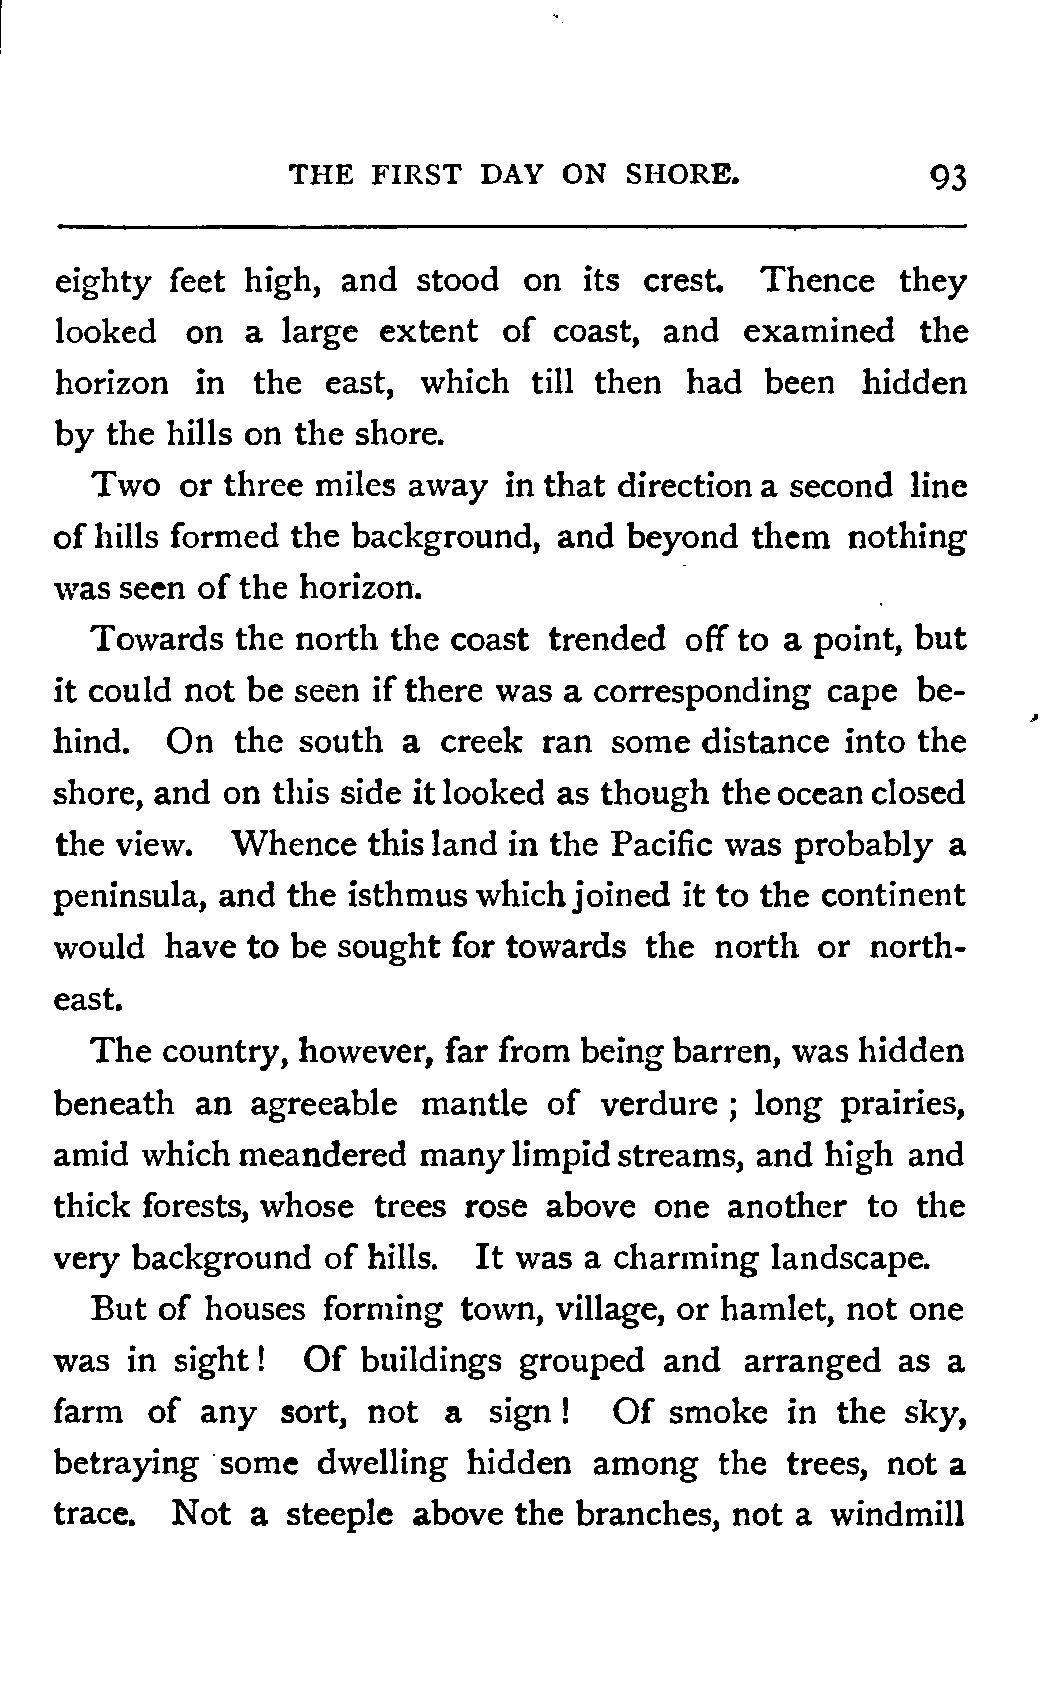 THE FIRST DAY ON SHORE. 93
eighty feet high, and stood on its crest. Thence they
looked on a large extent of coast, and examined the
horizon in the east, which till then had been hidden
by the hills on the shore.
Two or three miles away in that direction a second line
of hills formed the background, and beyond them nothing
was seen of the horizon.
Towards the north the coast trended off to a point, but
it could not be seen if there was a corresponding cape be-
hind. On the south a creek ran some distance into the
shore, and on this side it looked as though the ocean closed
the view. Whence this land in the Pacific was probably a
peninsula, and the isthmus which joined it to the continent
would have to be sought for towards the north or north-
east.
The country, however, far from being barren, was hidden
beneath an agreeable mantle of verdure ; long prairies,
amid which meandered many limpid streams, and high and
thick forests, whose trees rose above one another to the
very background of hills. It was a charming landscape.
But of houses forming town, village, or hamlet, not one
was in sight ! Of buildings grouped and arranged as a
farm of any sort, not a sign ! Of smoke in the sky,
betraying some dwelling hidden among the trees, not a
trace. Not a steeple above the branches, not a windmill